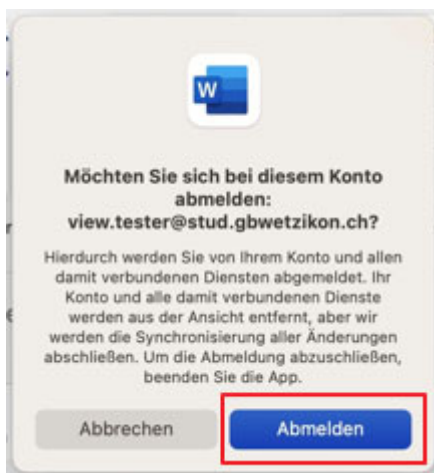 W
Möchten Sie sich bei diesem Konto
abmelden:
view.tester@stud.gbwetzikon.ch?
Hierdurch werden Sie von Ihrem Konto und allen
damit verbundenen Diensten abgemeldet. Ihr
Konto und alle damit verbundenen Dienste
werden aus der Ansicht entfernt, aber wir
werden die Synchronisierung aller Änderungen
abschließen. Um die Abmeldung abzuschließen,
beenden Sie die App.
Abbrechen
Abmelden